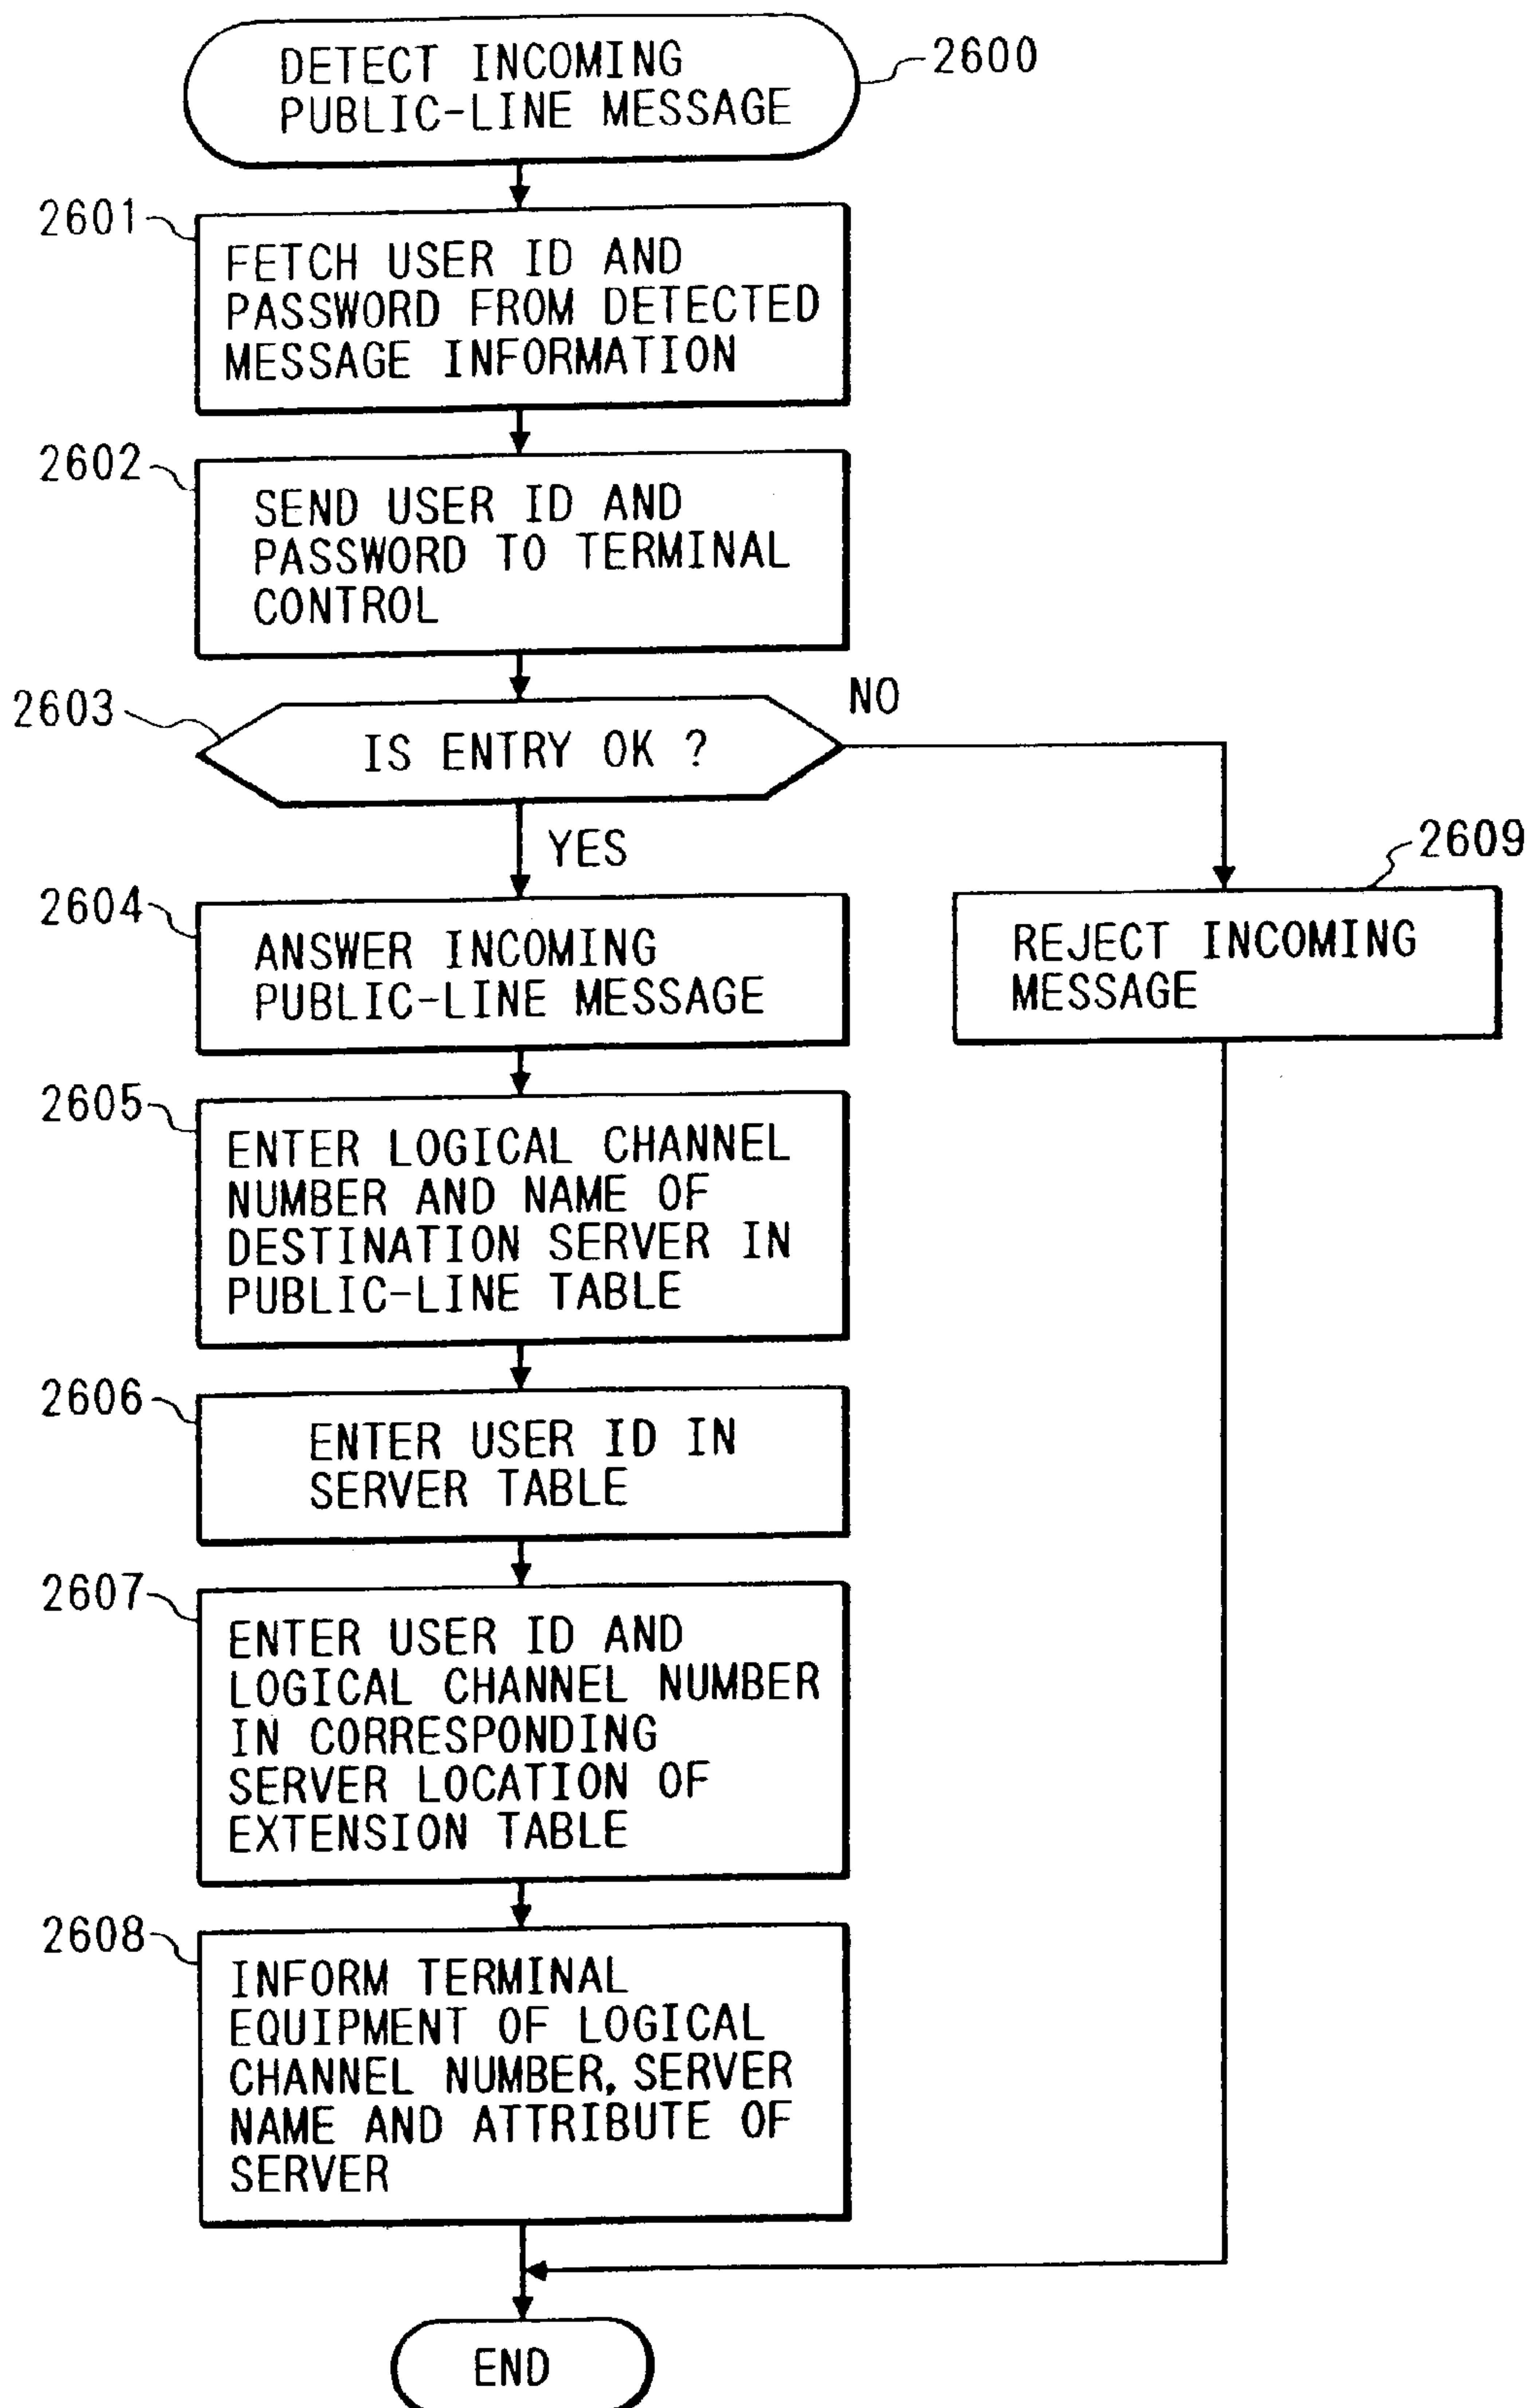 DETECT INCOMING
PUBLIC-LINE MESSAGE
2600
2601
FETCH USER ID AND
PASSWORD FROM DETECTED
MESSAGE INFORMATION
2602
SEND USER ID AND
PASSWORD TO TERMINAL
CONTROL
2603
IS ENTRY OK ?
NO
YES
2604
ANSWER INCOMING
PUBLIC-LINE MESSAGE
2609
REJECT INCOMING
MESSAGE
2605
ENTER LOGICAL CHANNEL
NUMBER AND NAME OF
DESTINATION SERVER IN
PUBLIC-LINE TABLE
2606
ENTER USER ID IN
SERVER TABLE
2607
ENTER USER ID AND
LOGICAL CHANNEL NUMBER
IN CORRESPONDING
SERVER LOCATION OF
EXTENSION TABLE
2608
INFORM TERMINAL
EQUIPMENT OF LOGICAL
CHANNEL NUMBER, SERVER
NAME AND ATTRIBUTE OF
SERVER
END